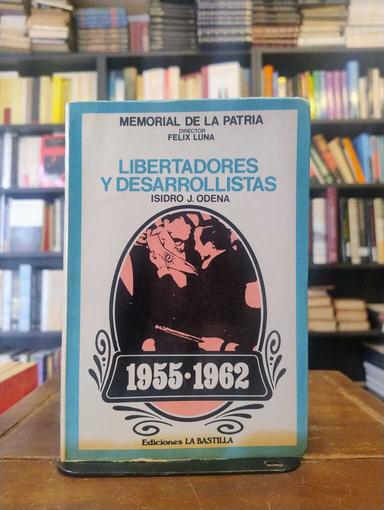 MEMORIAL DE LA PATRIA
DIRECTOR
FELIX LUNA
LIBERTADORES
Y DESARROLLISTAS
ISIDRO J. ODENA
1955·1962
Ediciones LA BASTILLA